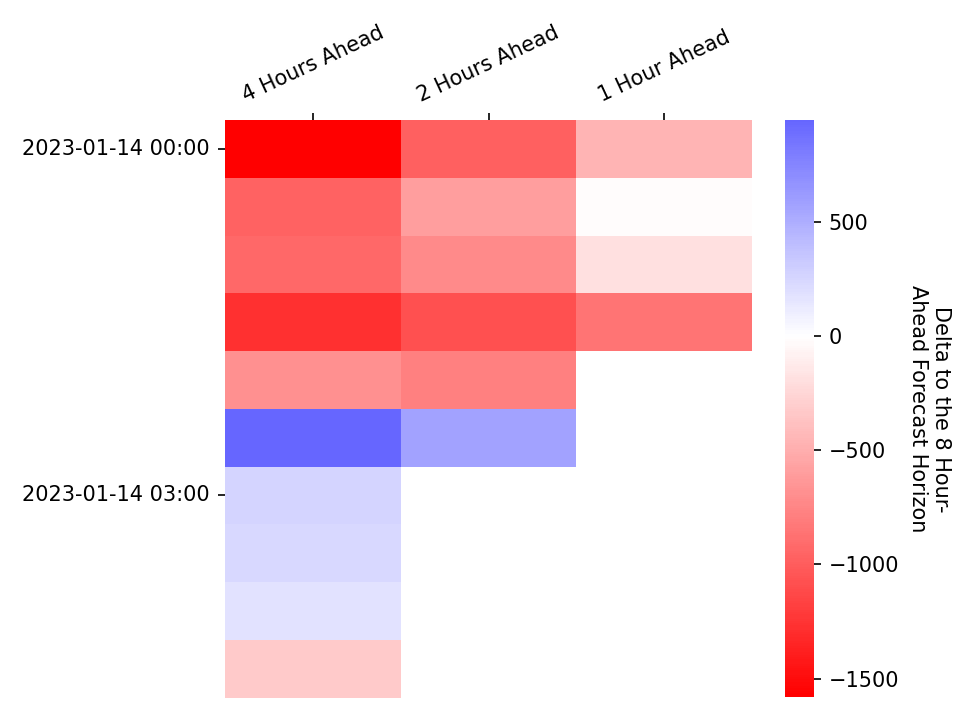 4 Hours Ahead
2 Hours Ahead
1 Hour Ahead
2023-01-14 00:00
2023-01-14 03:00
500
0
−500
−1000
−1500
Delta to the 8 Hour-
Ahead Forecast Horizon